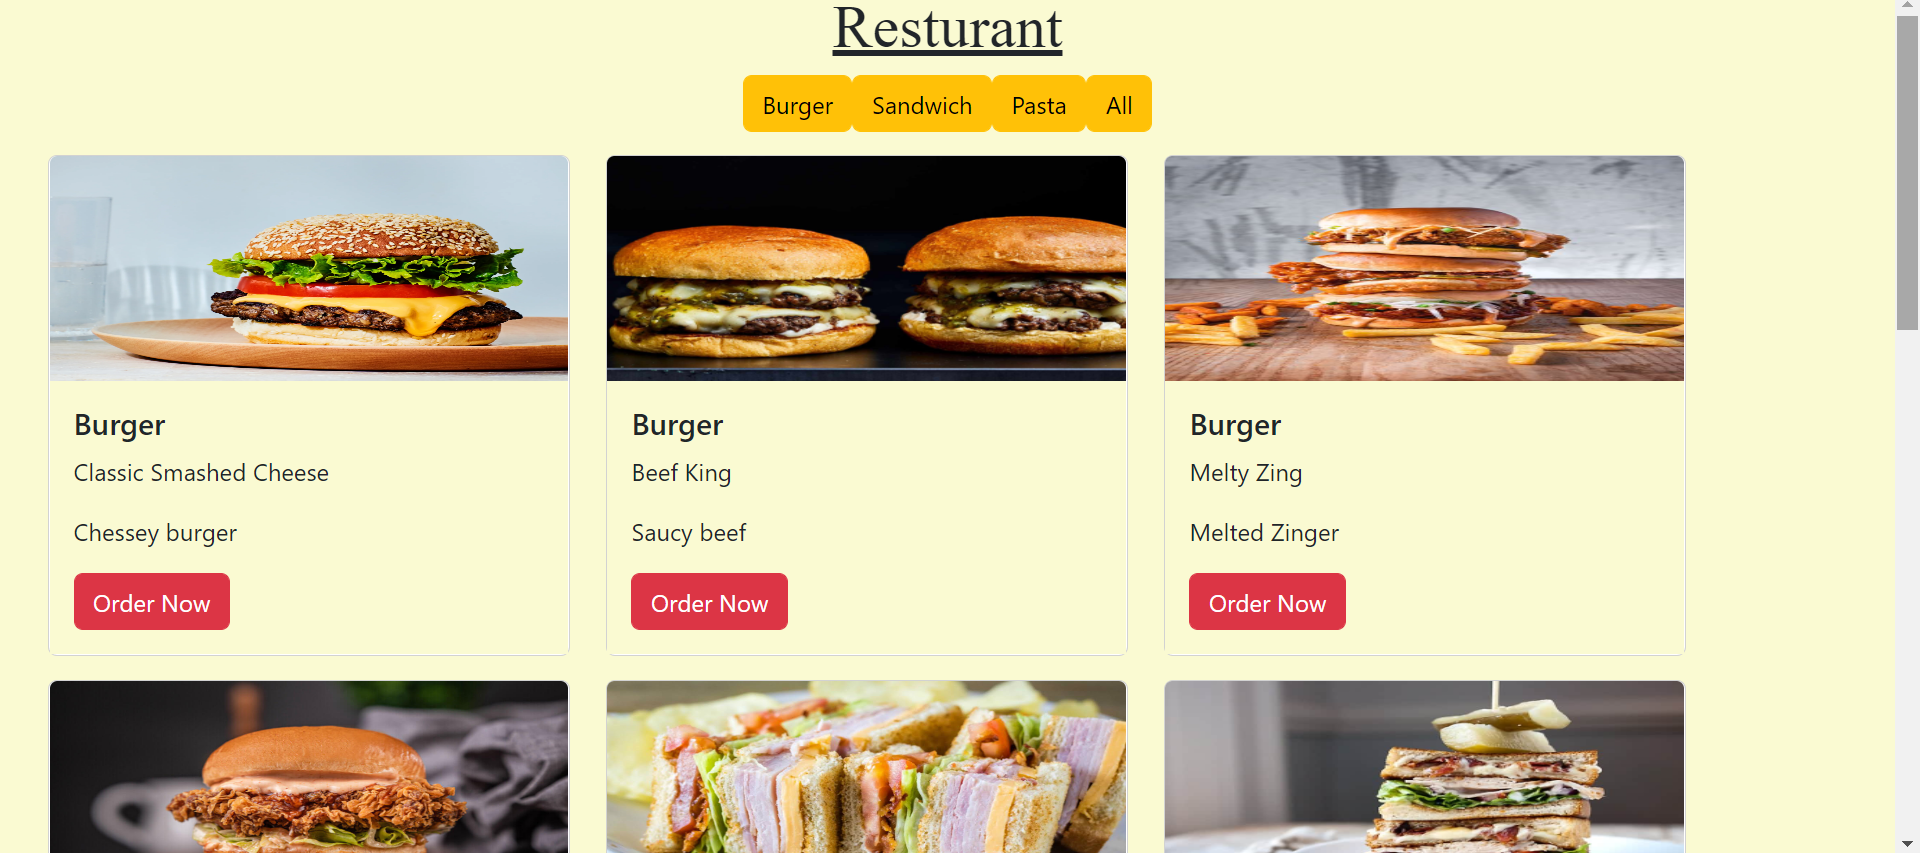 Resturant
Burger Sandwich Pasta All
Burger
Classic Smashed Cheese
Chessey burger
Order Now
Burger
Beef King
Saucy beef
Order Now
Burger
Melty Zing
Melted Zinger
Order Now